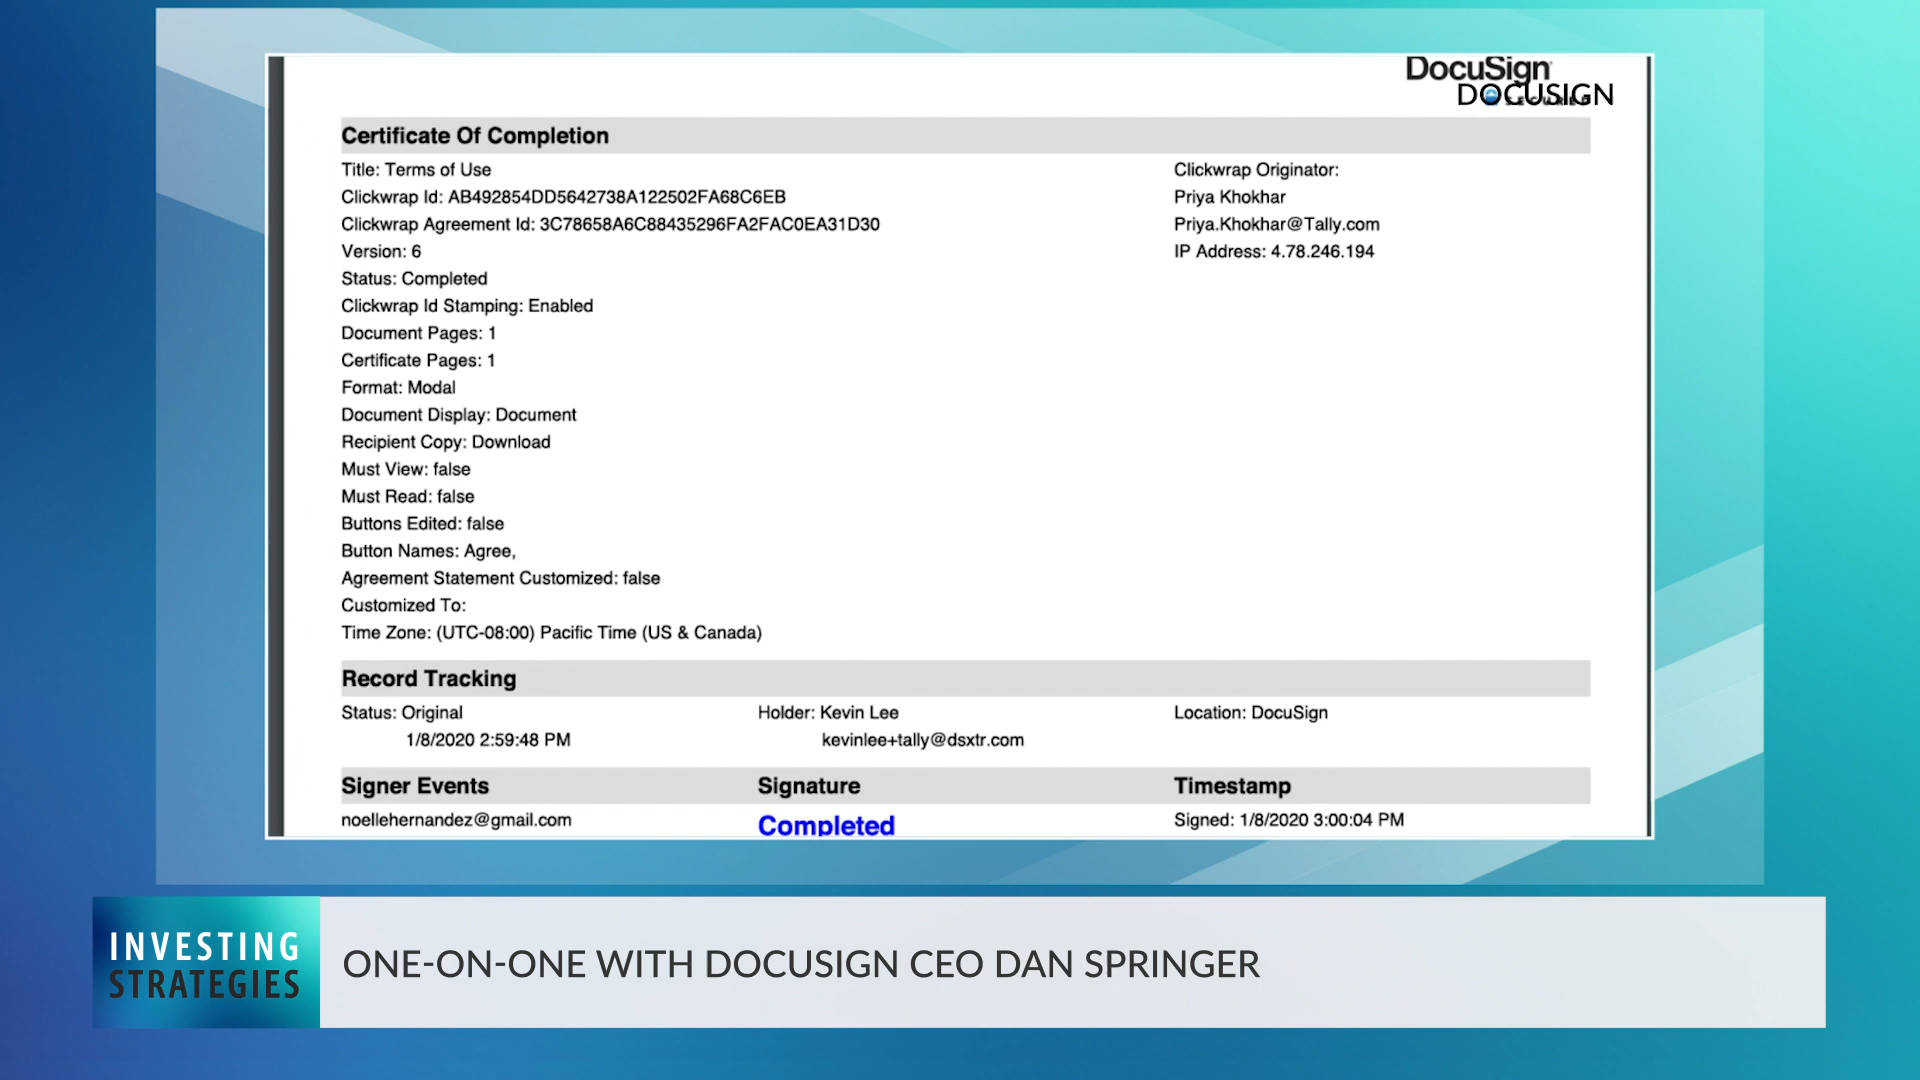 DocuSign
DOCUSIGN
Certificate Of Completion
Title: Terms of Use
Clickwrap Originator:
Clickwrap Id: AB492854DD5642738A122502FA68C6EB
Priya Khokhar
Clickwrap Agreement Id: 3C78658A6C88435296FA2FAC0EA31D30
Priya.Khokhar@Tally.com
Version: 6
IP Address: 4.78.246.194
Status: Completed
Clickwrap Id Stamping: Enabled
Document Pages: 1
Certificate Pages: 1
Format: Modal
Document Display: Document
Recipient Copy: Download
Must View: false
Must Read: false
Buttons Edited: false
Button Names: Agree,
Agreement Statement Customized: false
Customized To:
Time Zone: (UTC-08:00) Pacific Time (US & Canada)
Record Tracking
Status: Original
Holder: Kevin Lee
Location: DocuSign
1/8/2020 2:59:48 PM
kevinlee+tally@dsxtr.com
Signer Events
Signature
Timestamp
noellehernandez@gmail.com
Completed
Signed: 1/8/2020 3:00:04 PM
INVESTING
STRATEGIES
ONE-ON-ONE WITH DOCUSIGN CEO DAN SPRINGER